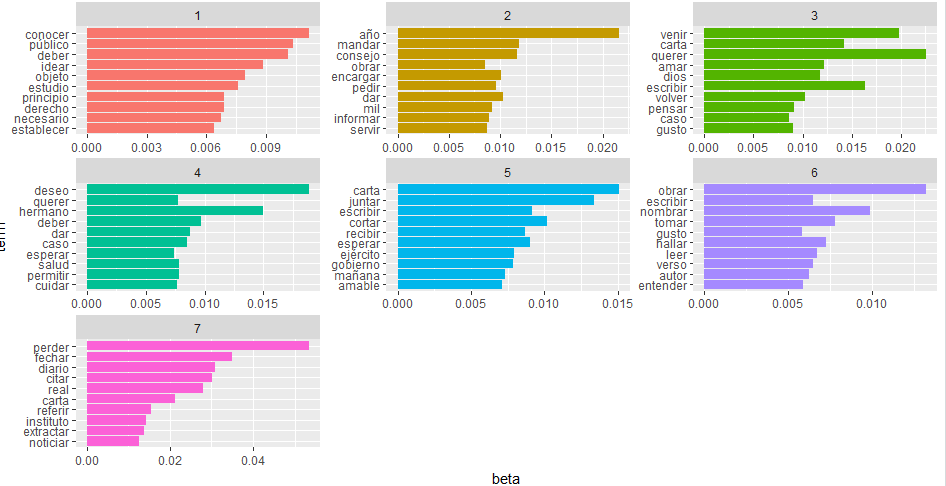 1
conocer
público
deber
idear
objeto
estudio
principio
derecho
necesario
establecer
0.000 0.003 0.006 0.009
2
año
mandar
consejo
obrar
encargar
pedir
dar
mil
informar
servir
0.000 0.005 0.010 0.015 0.020
3
venir
carta
querer
amar
dios
escribir
volver
pensar
caso
gusto
0.000 0.005 0.010 0.015 0.020
4
deseo
querer
hermano
deber
dar
caso
esperar
salud
permitir
cuidar
0.000 0.005 0.010 0.015
5
carta
juntar
escribir
cortar
recibir
esperar
ejército
gobierno
mañana
amable
0.000 0.005 0.010 0.015
6
obrar
escribir
nombrar
tomar
gusto
hallar
leer
verso
autor
entender
0.000 0.005 0.010
7
perder
fechar
diario
citar
real
carta
referir
instituto
extractar
noticiar
0.00 0.02 0.04
term
beta